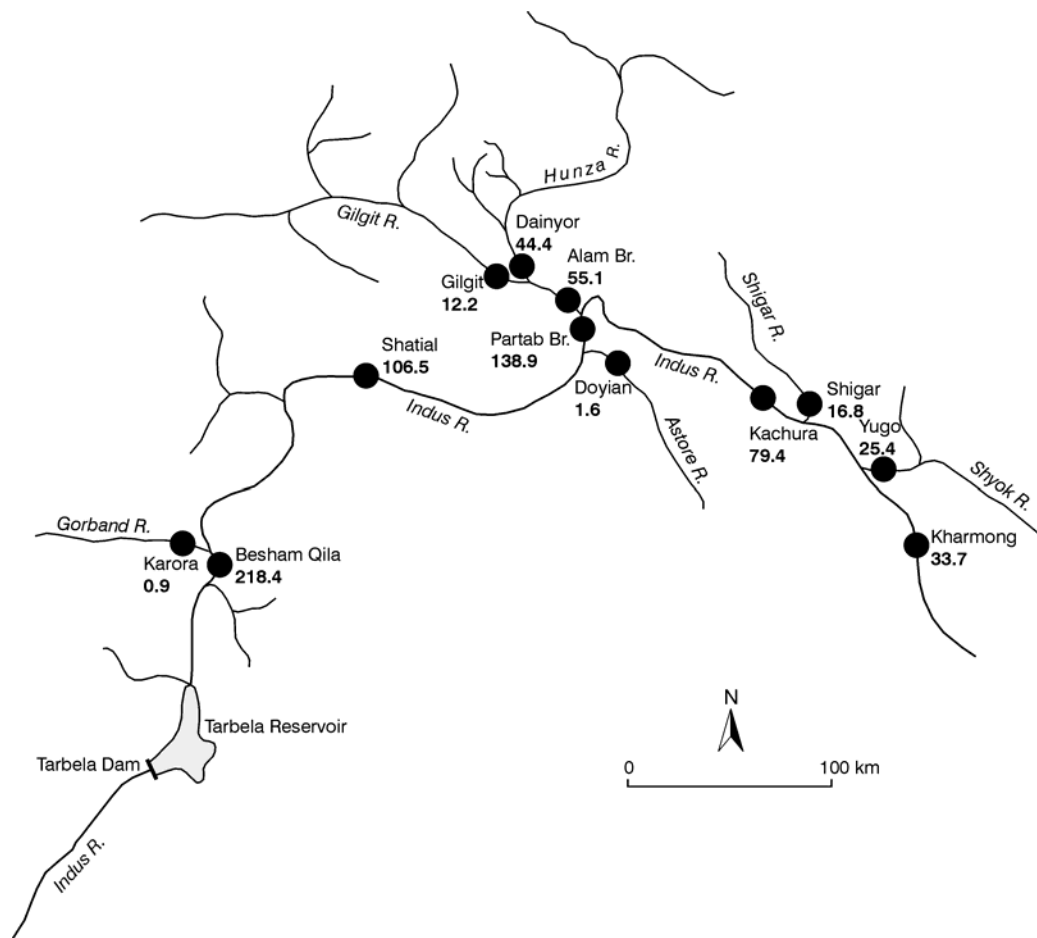 Hunza R.
Gilgit R.
Dainyor
44.4
Alam Br.
55.1
Gilgit
12.2
Shigar R.
Partab Br.
138.9
Shatial
106.5
Indus R.
Indus R.
Doyian
1.6
Astore R.
Shigar
16.8
Kachura
79.4
Yugo
25.4
Shyok R.
Gorband R.
Karora
0.9
Besham Qila
218.4
Kharmong
33.7
N
Tarbela Reservoir
Tarbela Dam
0
100 km
Indus R.